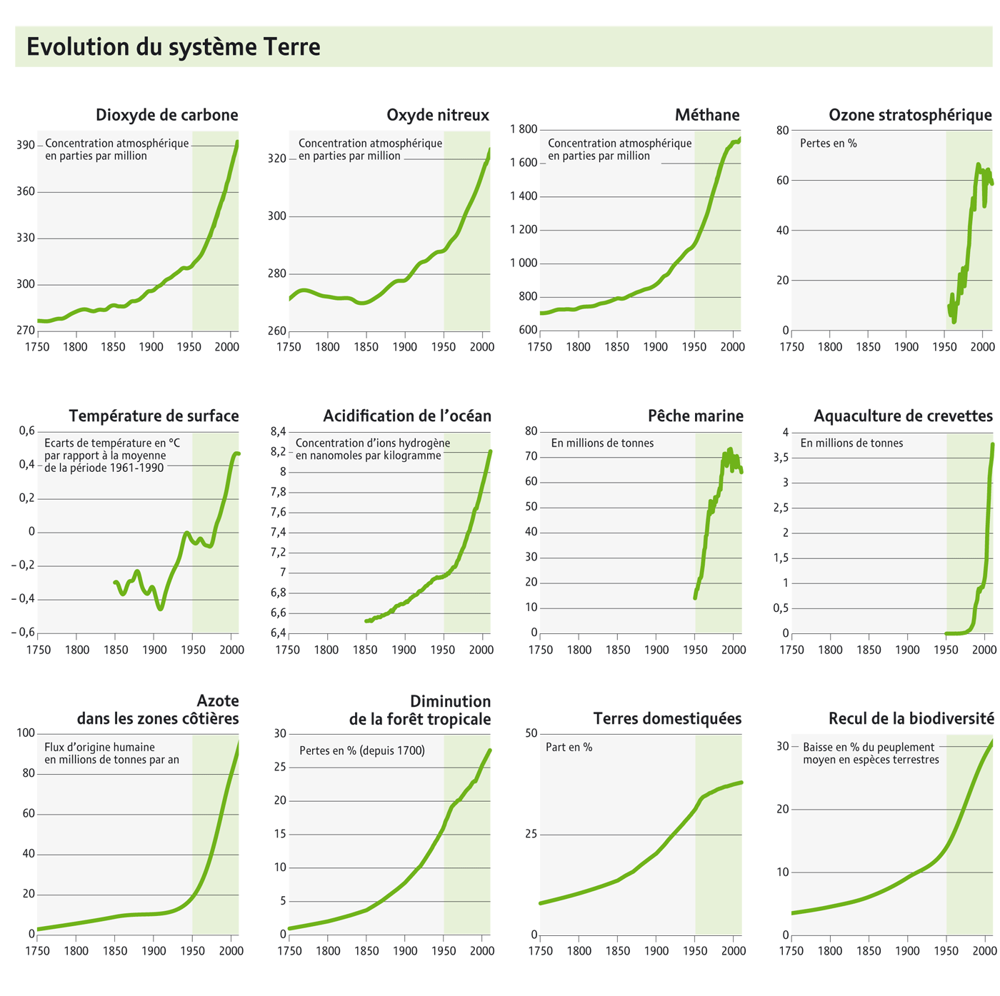 Evolution du système Terre
Dioxyde de carbone
Concentration atmosphérique
en parties par million
390
360
330
300
270
1750 1800 1850 1900 1950 2000
Oxyde nitreux
Concentration atmosphérique
en parties par million
320
300
280
260
1750 1800 1850 1900 1950 2000
Méthane
Concentration atmosphérique
en parties par million
1 800
1 600
1 400
1 200
1 000
800
600
1750 1800 1850 1900 1950 2000
Ozone stratosphérique
Pertes en %
80
60
40
20
0
1750 1800 1850 1900 1950 2000
Température de surface
Ecarts de température en °C
par rapport à la moyenne
de la période 1961-1990
0,6
0,4
0,2
0
– 0,2
– 0,4
– 0,6
1750 1800 1850 1900 1950 2000
Acidification de l’océan
Concentration d’ions hydrogène
en nanomoles par kilogramme
8,4
8,2
8
7,8
7,6
7,4
7,2
7
6,8
6,6
6,4
1750 1800 1850 1900 1950 2000
Pêche marine
En millions de tonnes
80
70
60
50
40
30
20
10
0
1750 1800 1850 1900 1950 2000
Aquaculture de crevettes
En millions de tonnes
4
3,5
3
2,5
2
1,5
1
0,5
0
1750 1800 1850 1900 1950 2000
Azote
dans les zones côtières
Flux d’origine humaine
en millions de tonnes par an
100
80
60
40
20
0
1750 1800 1850 1900 1950 2000
Diminution
de la forêt tropicale
Pertes en % (depuis 1700)
30
25
20
15
10
5
0
1750 1800 1850 1900 1950 2000
Terres domestiquées
Part en %
50
25
0
1750 1800 1850 1900 1950 2000
Recul de la biodiversité
Baisse en % du peuplement
moyen en espèces terrestres
30
20
10
0
1750 1800 1850 1900 1950 2000